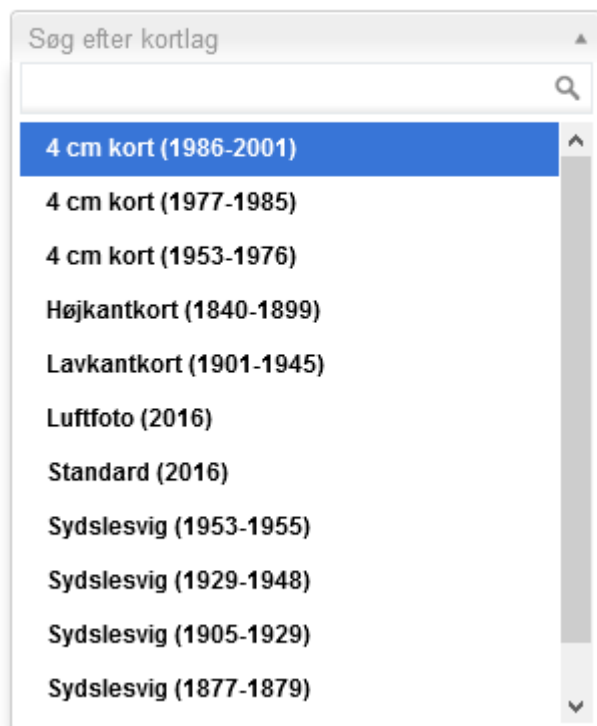 Søg efter kortlag
4 cm kort (1986-2001)
4 cm kort (1977-1985)
4 cm kort (1953-1976)
Højkantkort (1840-1899)
Lavkantkort (1901-1945)
Luftfoto (2016)
Standard (2016)
Sydslesvig (1953-1955)
Sydslesvig (1929-1948)
Sydslesvig (1905-1929)
Sydslesvig (1877-1879)